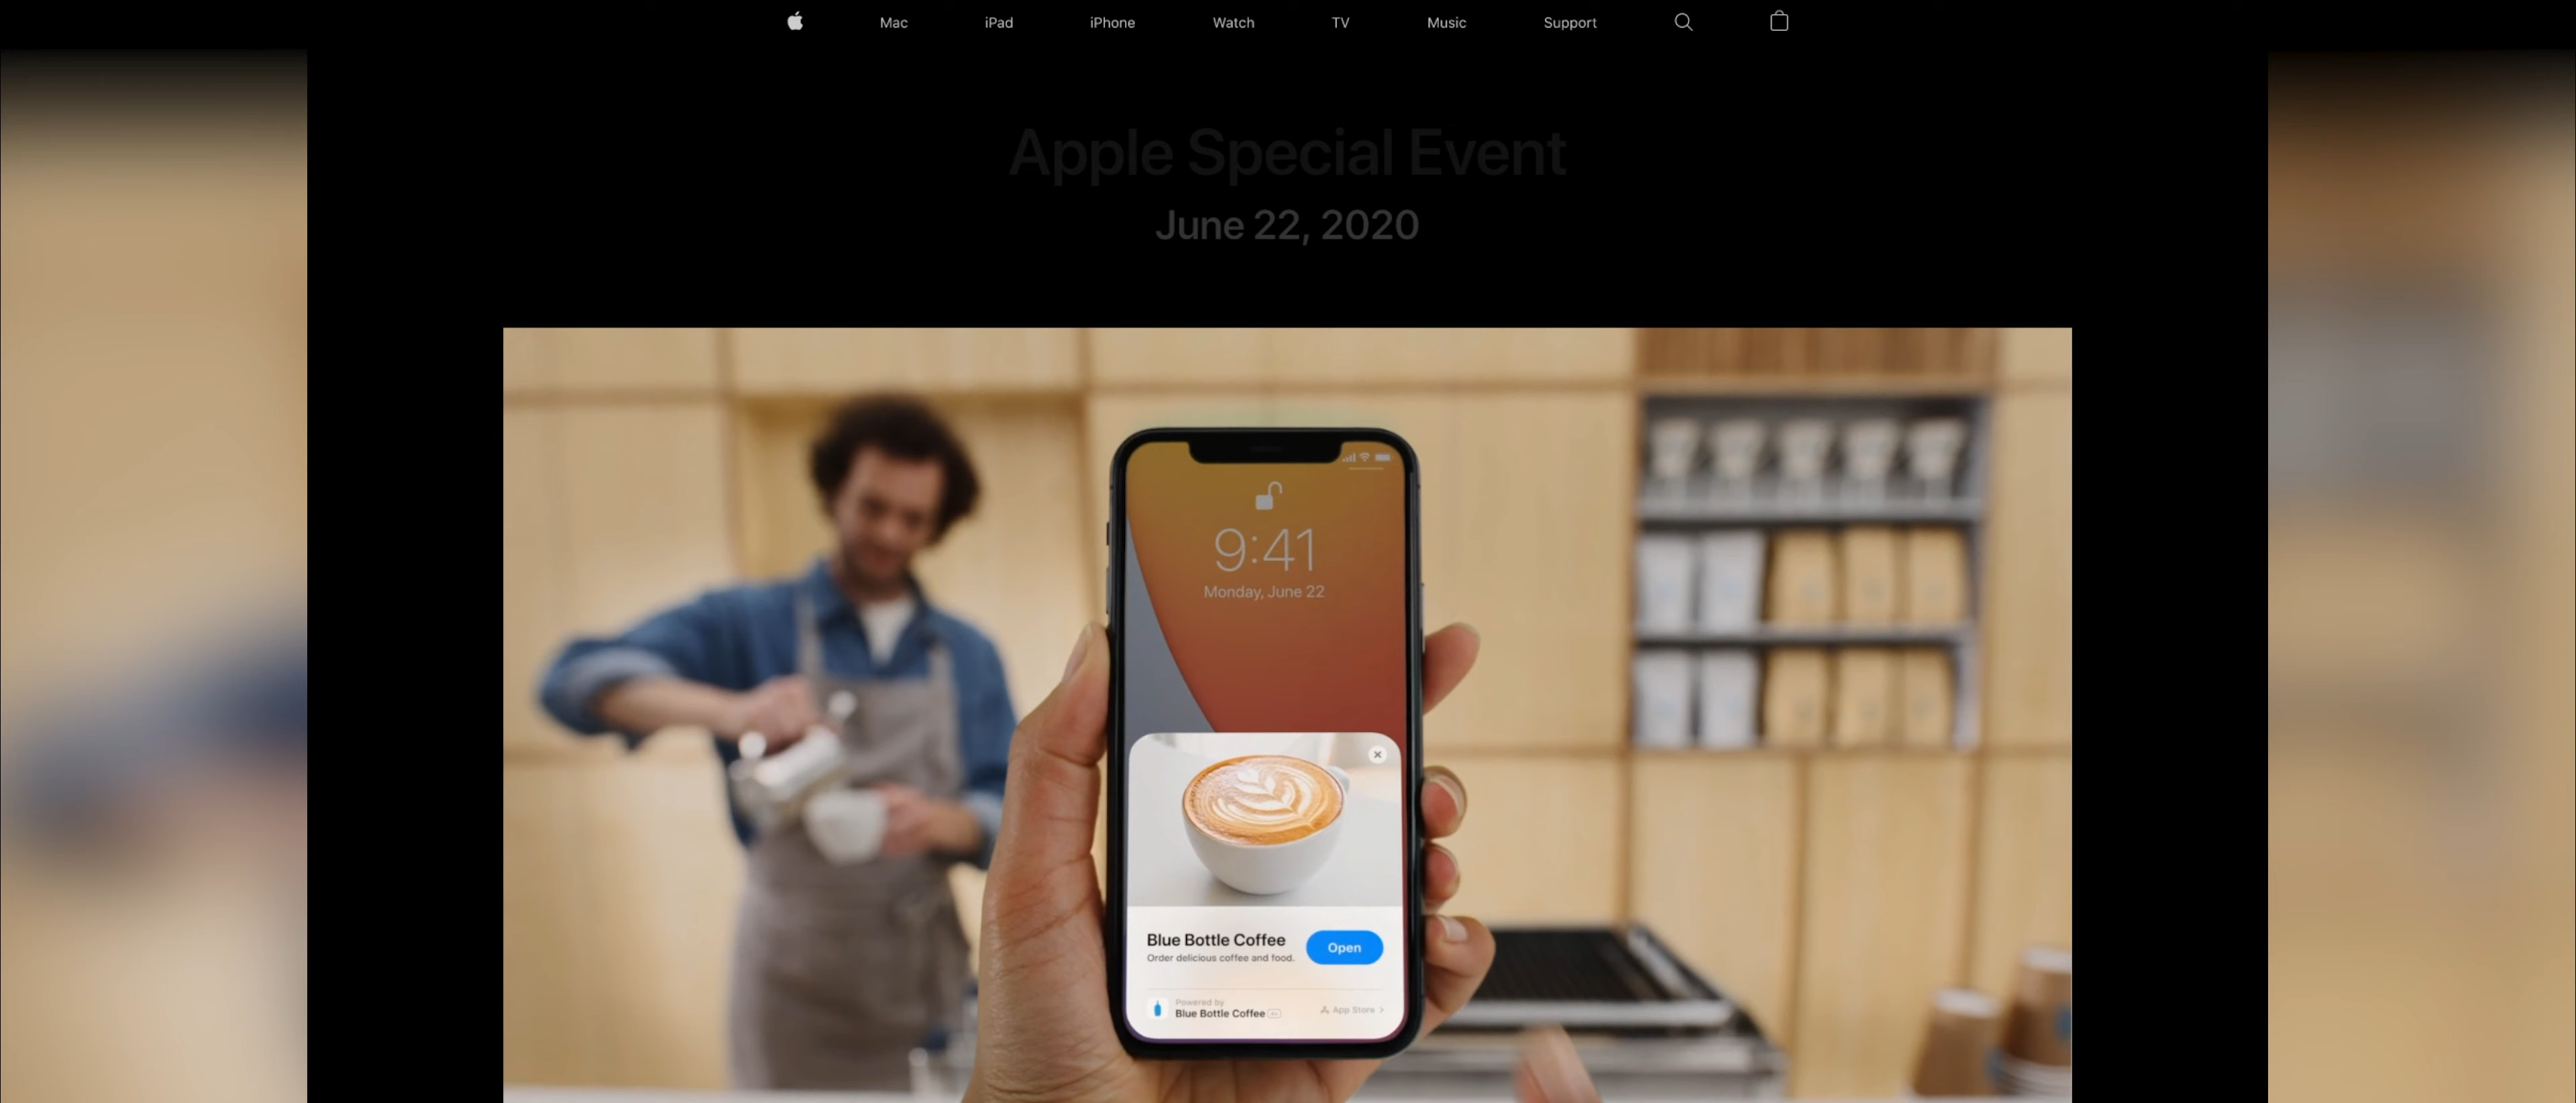 Mac iPad iPhone Watch TV Music Support
Apple Special Event
June 22, 2020
9:41
Monday, June 22
Blue Bottle Coffee
Order delicious coffee and food.
Open
Powered by
Blue Bottle Coffee
App Store